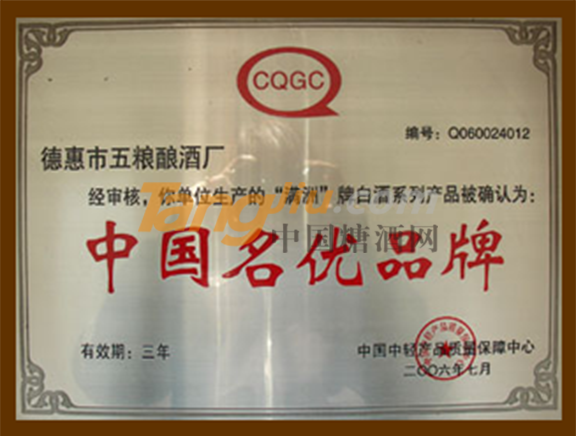 CQGC
编号：Q060024012
德惠市五粮酿酒厂
经审核，你单位生产的“满洲”牌白酒系列产品被确认为：
Tangjiu.com
中国糖酒网
中国名优品牌
有效期：三年
中国中轻产品质量保障中心
二〇〇六年七月